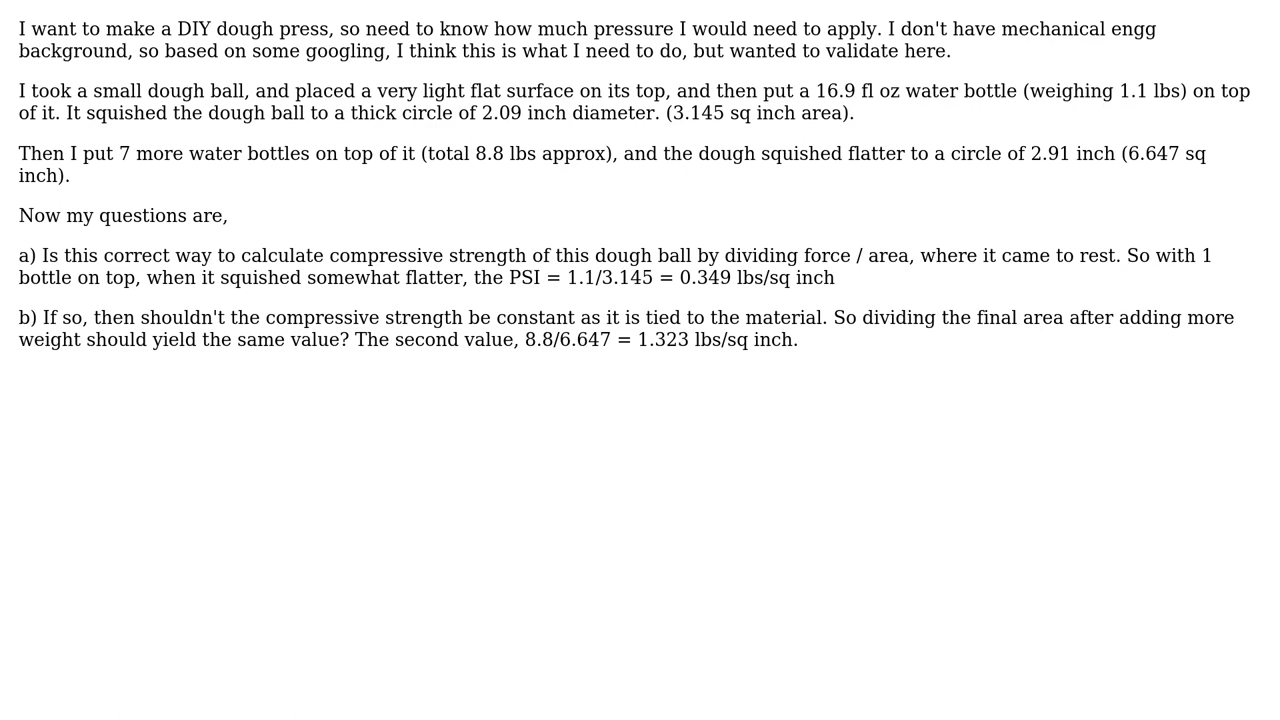 I want to make a DIY dough press, so need to know how much pressure I would need to apply. I don't have mechanical engg
background, so based on some googling, I think this is what I need to do, but wanted to validate here.
I took a small dough ball, and placed a very light flat surface on its top, and then put a 16.9 fl oz water bottle (weighing 1.1 lbs) on top
of it. It squished the dough ball to a thick circle of 2.09 inch diameter. (3.145 sq inch area).
Then I put 7 more water bottles on top of it (total 8.8 lbs approx), and the dough squished flatter to a circle of 2.91 inch (6.647 sq
inch).
Now my questions are,
a) Is this correct way to calculate compressive strength of this dough ball by dividing force / area, where it came to rest. So with 1
bottle on top, when it squished somewhat flatter, the PSI = 1.1/3.145 = 0.349 lbs/sq inch
b) If so, then shouldn't the compressive strength be constant as it is tied to the material. So dividing the final area after adding more
weight should yield the same value? The second value, 8.8/6.647 = 1.323 lbs/sq inch.